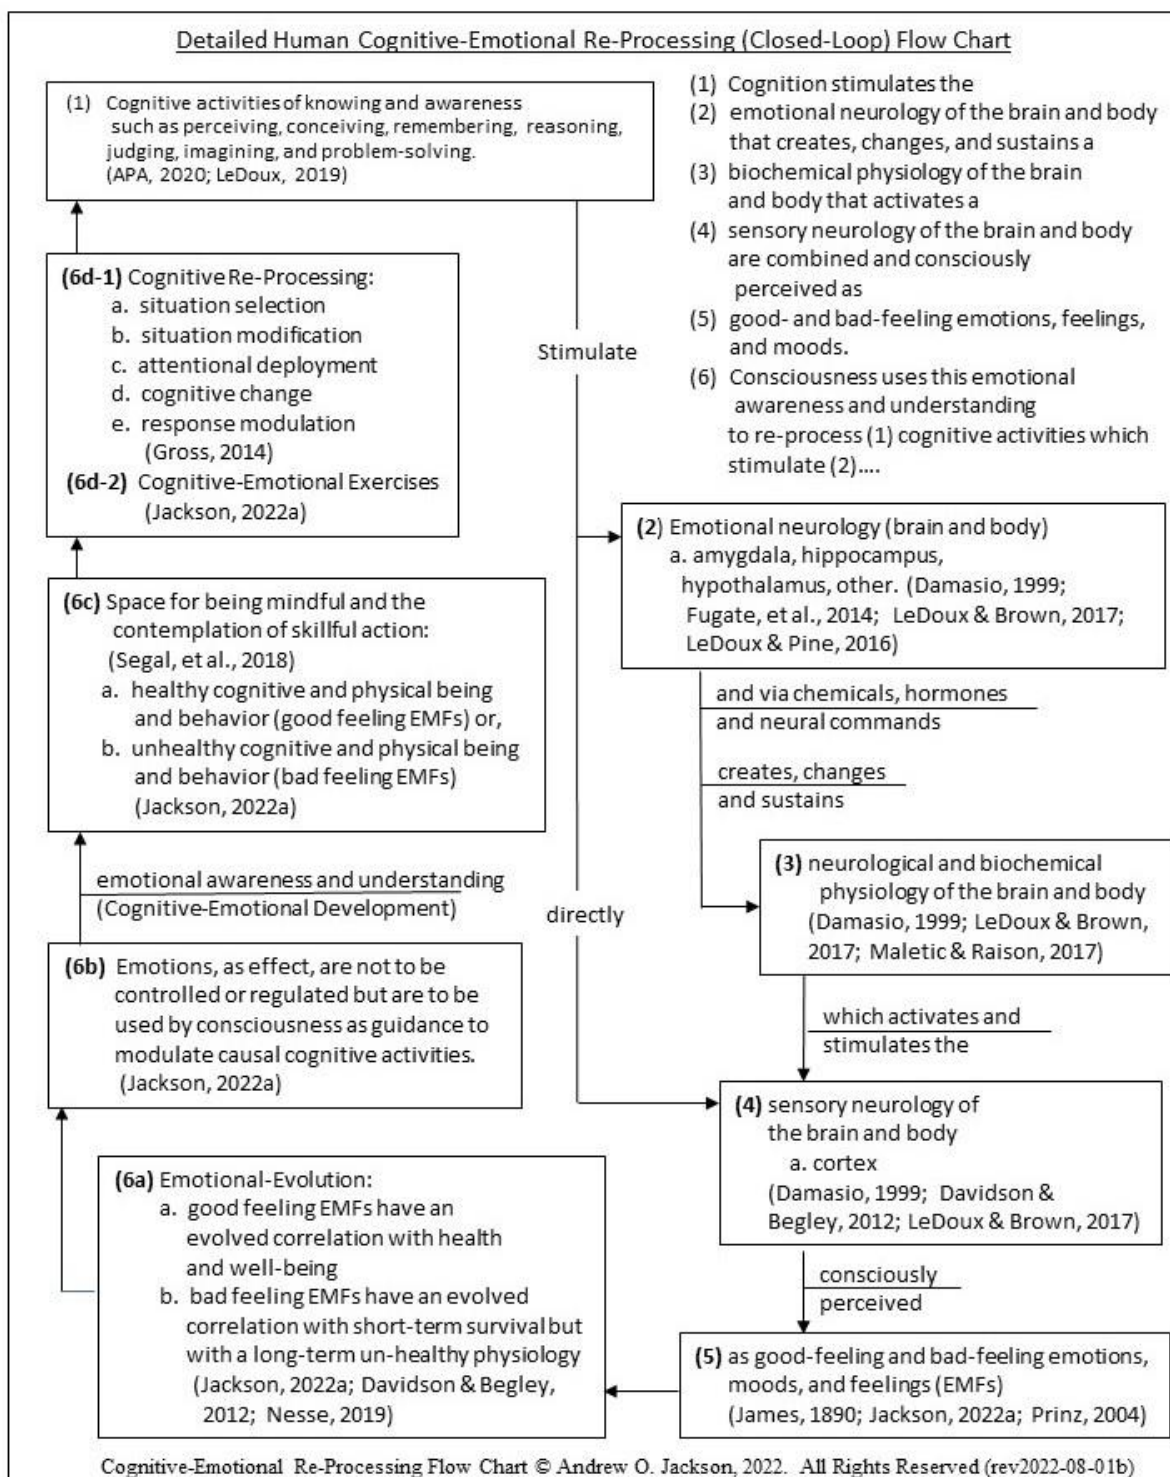 Detailed Human Cognitive-Emotional Re-Processing (Closed-Loop) Flow Chart
(1) Cognitive activities of knowing and awareness
such as perceiving, conceiving, remembering, reasoning,
judging, imagining, and problem-solving.
(APA, 2020; LeDoux, 2019)
(1) Cognition stimulates the
(2) emotional neurology of the brain and body
that creates, changes, and sustains a
(3) biochemical physiology of the brain
and body that activates a
(4) sensory neurology of the brain and body
are combined and consciously
perceived as
(5) good- and bad-feeling emotions, feelings,
and moods.
(6) Consciousness uses this emotional
awareness and understanding
to re-process (1) cognitive activities which
stimulate (2)....
Stimulate
directly
(2) Emotional neurology (brain and body)
a. amygdala, hippocampus,
hypothalamus, other. (Damasio, 1999;
Fugate, et al., 2014; LeDoux & Brown, 2017;
LeDoux & Pine, 2016)
and via chemicals, hormones
and neural commands
creates, changes
and sustains
(3) neurological and biochemical
physiology of the brain and body
(Damasio, 1999; LeDoux & Brown,
2017; Maletic & Raison, 2017)
which activates and
stimulates the
(4) sensory neurology of
the brain and body
a. cortex
(Damasio, 1999; Davidson &
Begley, 2012; LeDoux & Brown, 2017)
consciously
perceived
(5) as good-feeling and bad-feeling emotions,
moods, and feelings (EMFs)
(James, 1890; Jackson, 2022a; Prinz, 2004)
(6a) Emotional-Evolution:
a. good feeling EMFs have an
evolved correlation with health
and well-being
b. bad feeling EMFs have an evolved
correlation with short-term survival but
with a long-term un-healthy physiology
(Jackson, 2022a; Davidson & Begley,
2012; Nesse, 2019)
(6b) Emotions, as effect, are not to be
controlled or regulated but are to be
used by consciousness as guidance to
modulate causal cognitive activities.
(Jackson, 2022a)
emotional awareness and understanding
(Cognitive-Emotional Development)
(6c) Space for being mindful and the
contemplation of skillful action:
(Segal, et al., 2018)
a. healthy cognitive and physical being
and behavior (good feeling EMFs) or,
b. unhealthy cognitive and physical being
and behavior (bad feeling EMFs)
(Jackson, 2022a)
(6d-1) Cognitive Re-Processing:
a. situation selection
b. situation modification
c. attentional deployment
d. cognitive change
e. response modulation
(Gross, 2014)
(6d-2) Cognitive-Emotional Exercises
(Jackson, 2022a)
Cognitive-Emotional Re-Processing Flow Chart © Andrew O. Jackson, 2022. All Rights Reserved (rev2022-08-01b)